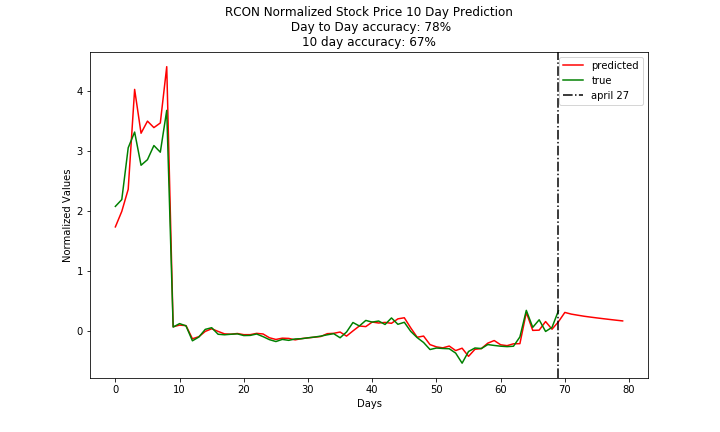 RCON Normalized Stock Price 10 Day Prediction
Day to Day accuracy: 78%
10 day accuracy: 67%
predicted
true
april 27
Normalized Values
4
3
2
1
0
0 10 20 30 40 50 60 70 80
Days